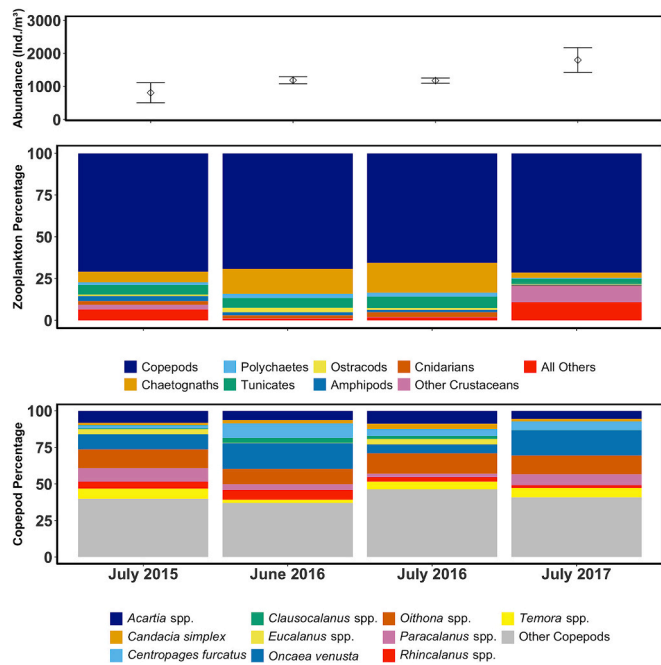 Abundance (Ind./m³)
3000
2000
1000
0
Zooplankton Percentage
100
75
50
25
0
Copepods Polychaetes Ostracods Cnidarians All Others
Chaetognaths Tunicates Amphipods Other Crustaceans
Copepod Percentage
100
75
50
25
0
July 2015 June 2016 July 2016 July 2017
Acartia spp. Clausocalanus spp. Oithona spp. Temora spp.
Candacia simplex Eucalanus spp. Paracalanus spp. Other Copepods
Centropages furcatus Oncaea venusta Rhincalanus spp.